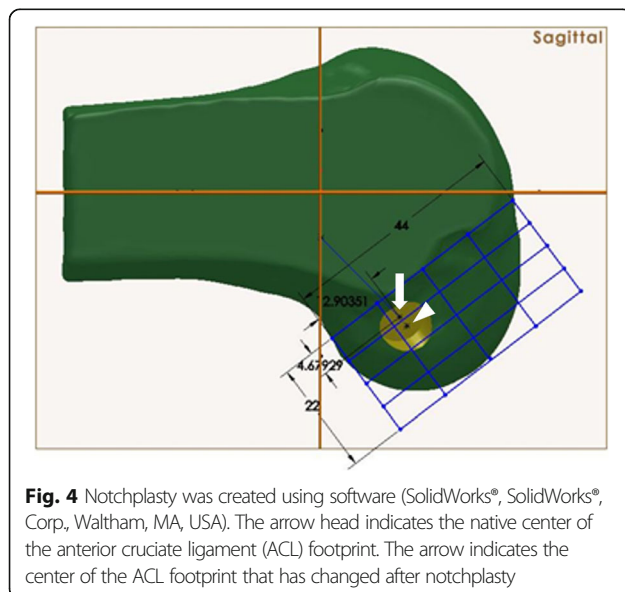 Sagittal
44
2.90351
4.67929
22
Fig. 4 Notchplasty was created using software (SolidWorks®, SolidWorks®,
Corp., Waltham, MA, USA). The arrow head indicates the native center of
the anterior cruciate ligament (ACL) footprint. The arrow indicates the
center of the ACL footprint that has changed after notchplasty